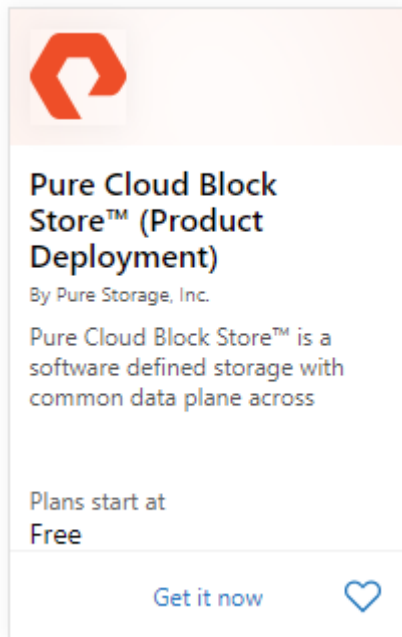 Pure Cloud Block
Store™ (Product
Deployment)
By Pure Storage, Inc.
Pure Cloud Block Store™ is a
software defined storage with
common data plane across
Plans start at
Free
Get it now